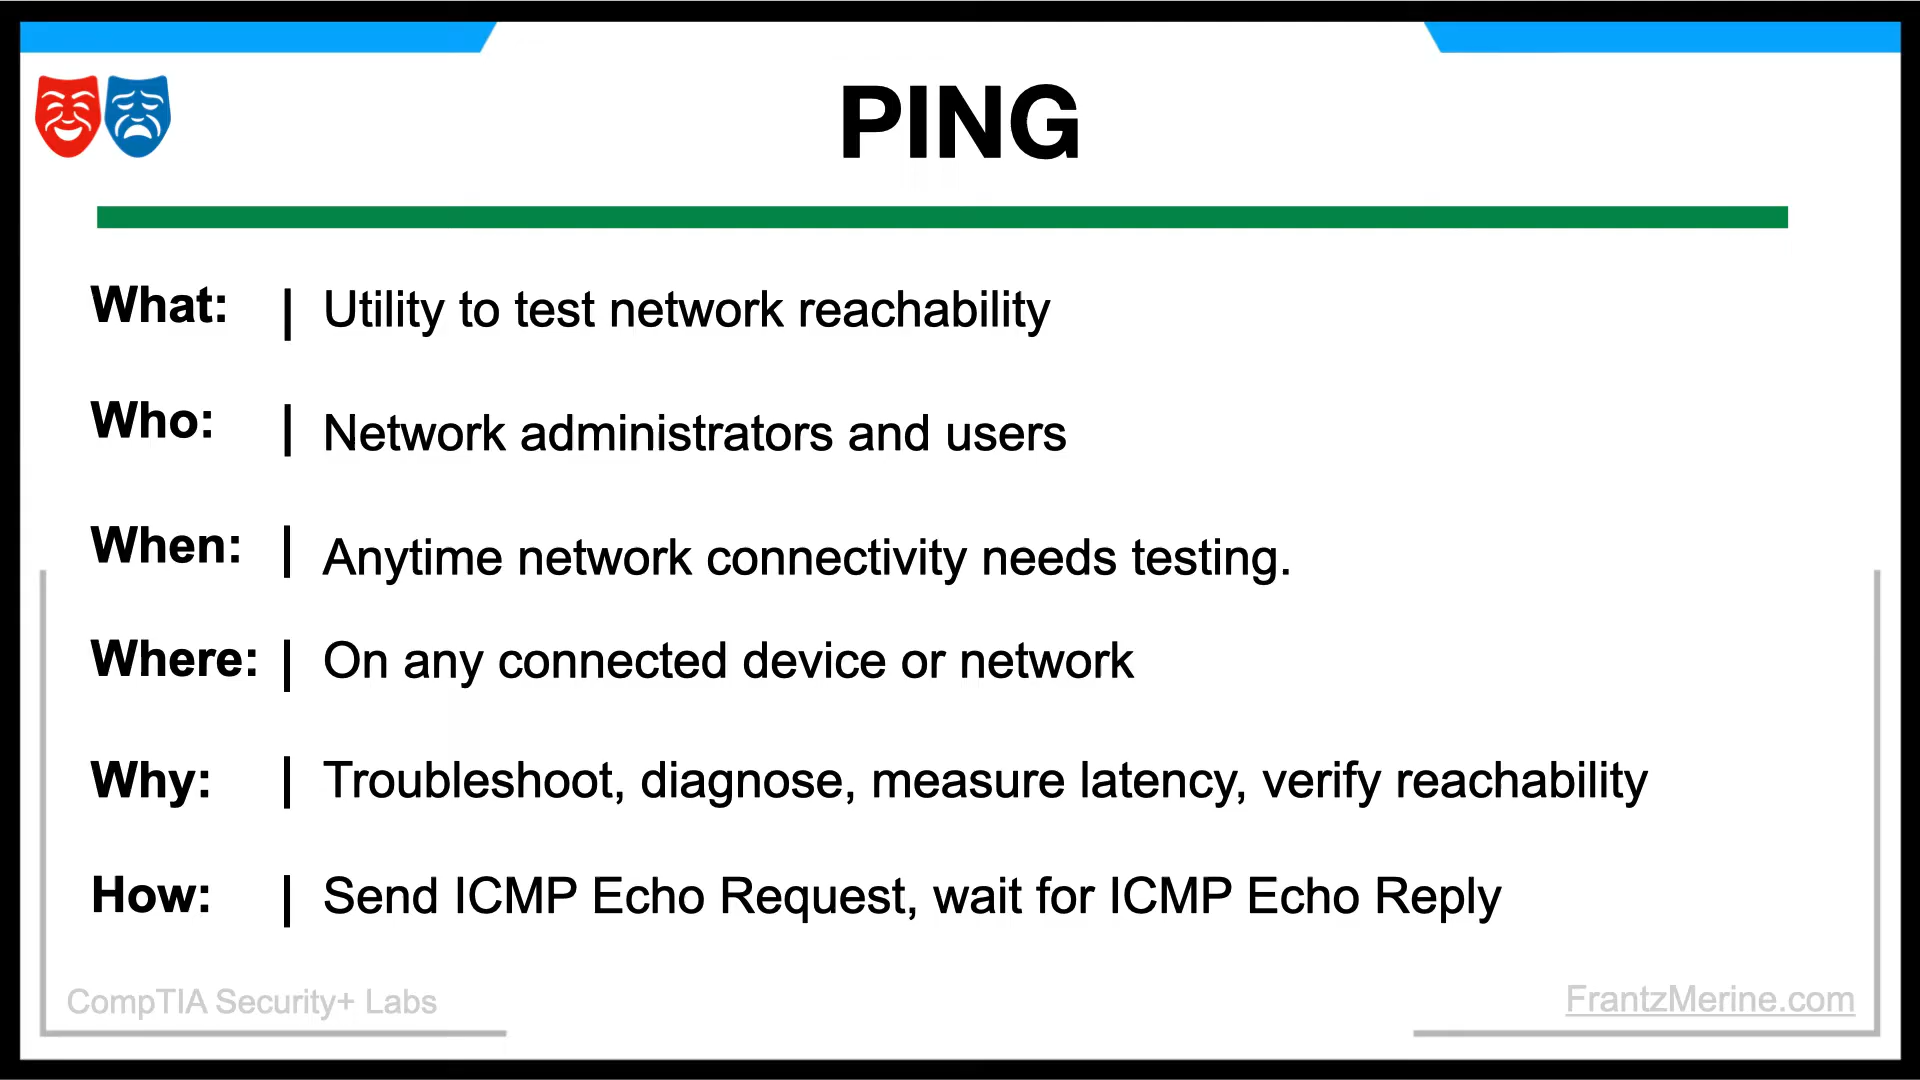 PING
What: | Utility to test network reachability
Who: | Network administrators and users
When: | Anytime network connectivity needs testing.
Where: | On any connected device or network
Why: | Troubleshoot, diagnose, measure latency, verify reachability
How: | Send ICMP Echo Request, wait for ICMP Echo Reply
CompTIA Security+ Labs
FrantzMerine.com